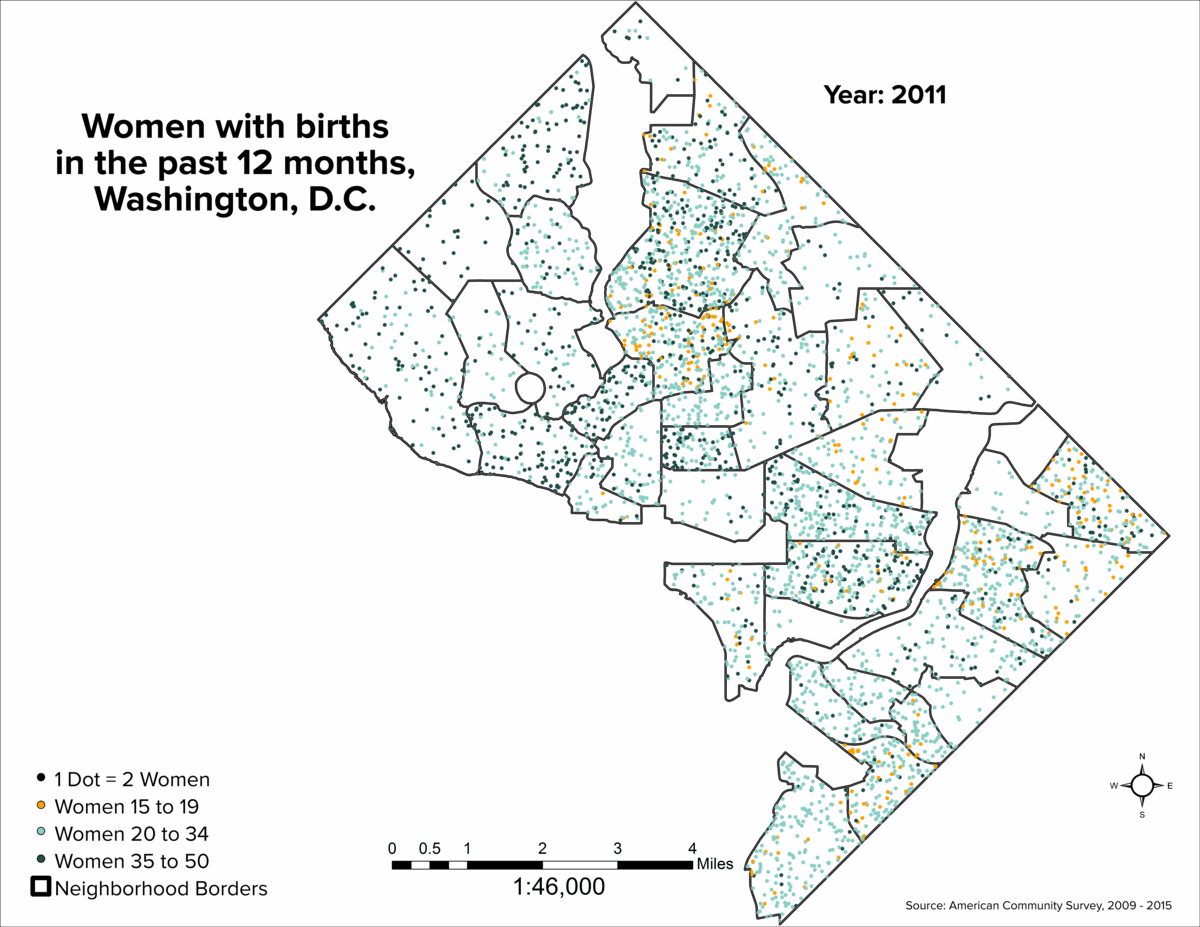 Women with births
in the past 12 months,
Washington, D.C.
Year: 2011
1 Dot = 2 Women
Women 15 to 19
Women 20 to 34
Women 35 to 50
Neighborhood Borders
0 0.5 1 2 3 4
Miles
1:46,000
N
W E
S
Source: American Community Survey, 2009 - 2015